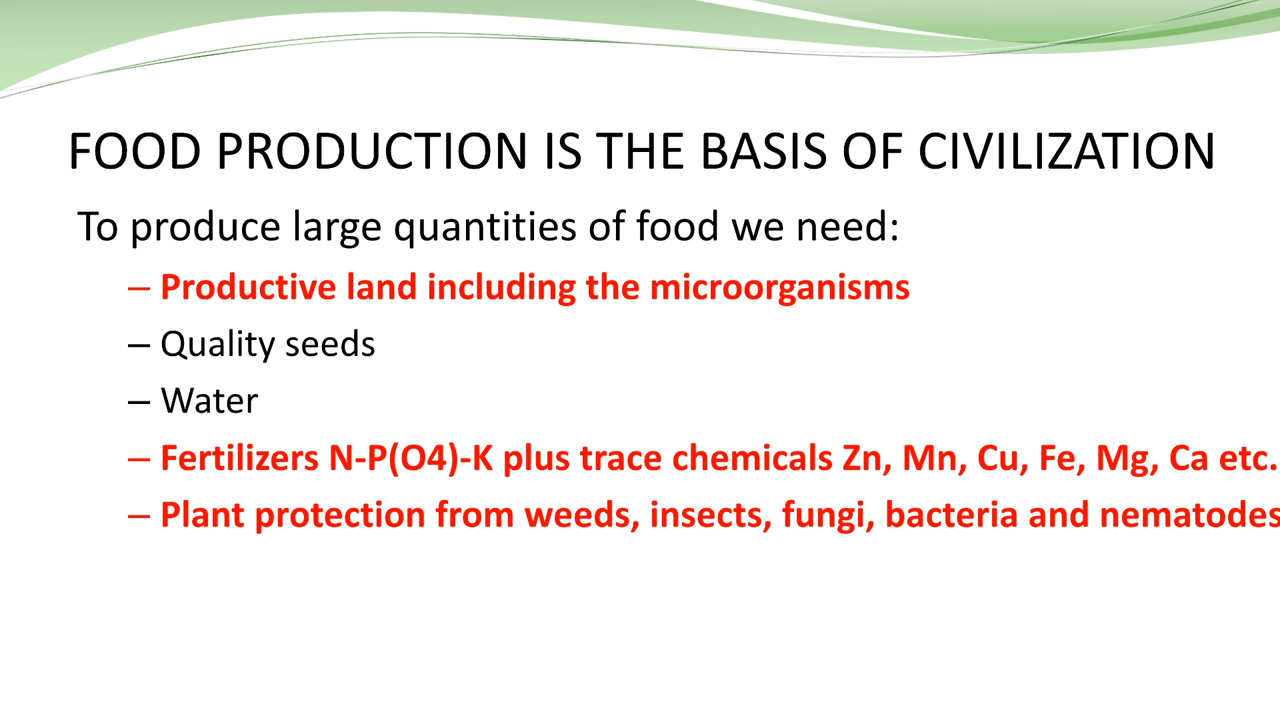 FOOD PRODUCTION IS THE BASIS OF CIVILIZATION
To produce large quantities of food we need:
– Productive land including the microorganisms
– Quality seeds
– Water
– Fertilizers N-P(O4)-K plus trace chemicals Zn, Mn, Cu, Fe, Mg, Ca etc.
– Plant protection from weeds, insects, fungi, bacteria and nematodes